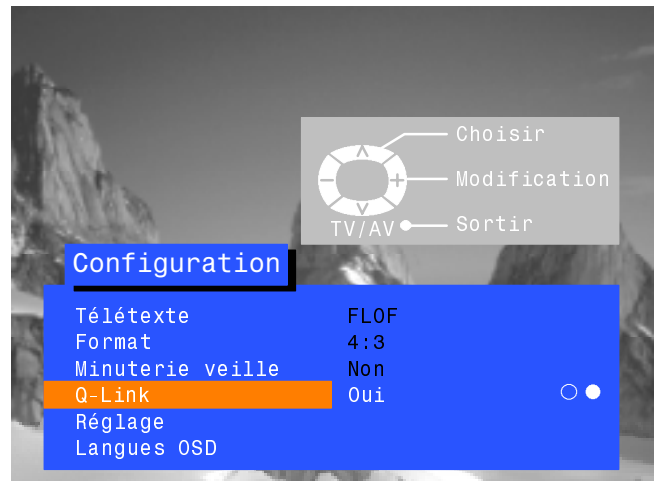 Choisir
Modification
TV/AV Sortir
Configuration
Télétexte FLOF
Format 4:3
Minuterie veille Non
Q-Link Oui
Réglage
Langues OSD